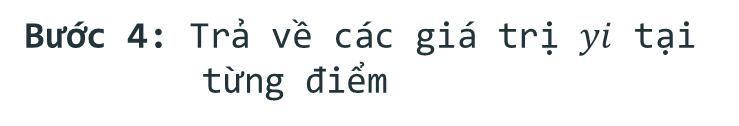 Bước 4: Trả về các giá trị yi tại
từng điểm